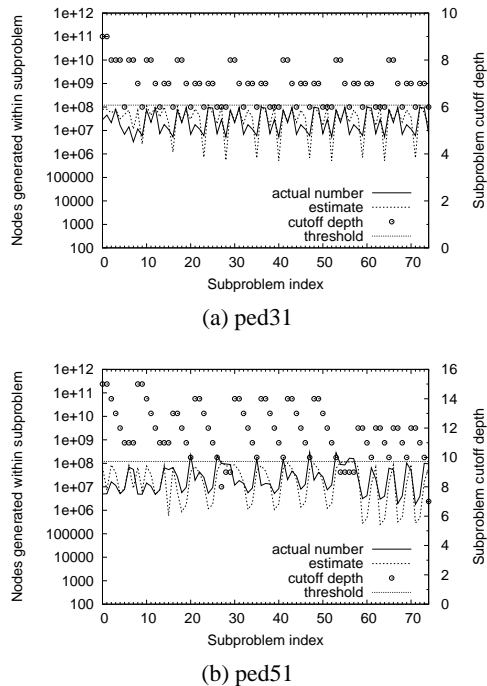 1e+12
1e+11
1e+10
1e+09
1e+08
1e+07
1e+06
100000
10000
1000
100
Nodes generated within subproblem
10
8
6
4
2
0
Subproblem cutoff depth
actual number
estimate
cutoff depth
threshold
0 10 20 30 40 50 60 70
Subproblem index
(a) ped31
1e+12
1e+11
1e+10
1e+09
1e+08
1e+07
1e+06
100000
10000
1000
100
Nodes generated within subproblem
16
14
12
10
8
6
4
2
0
Subproblem cutoff depth
actual number
estimate
cutoff depth
threshold
0 10 20 30 40 50 60 70
Subproblem index
(b) ped51